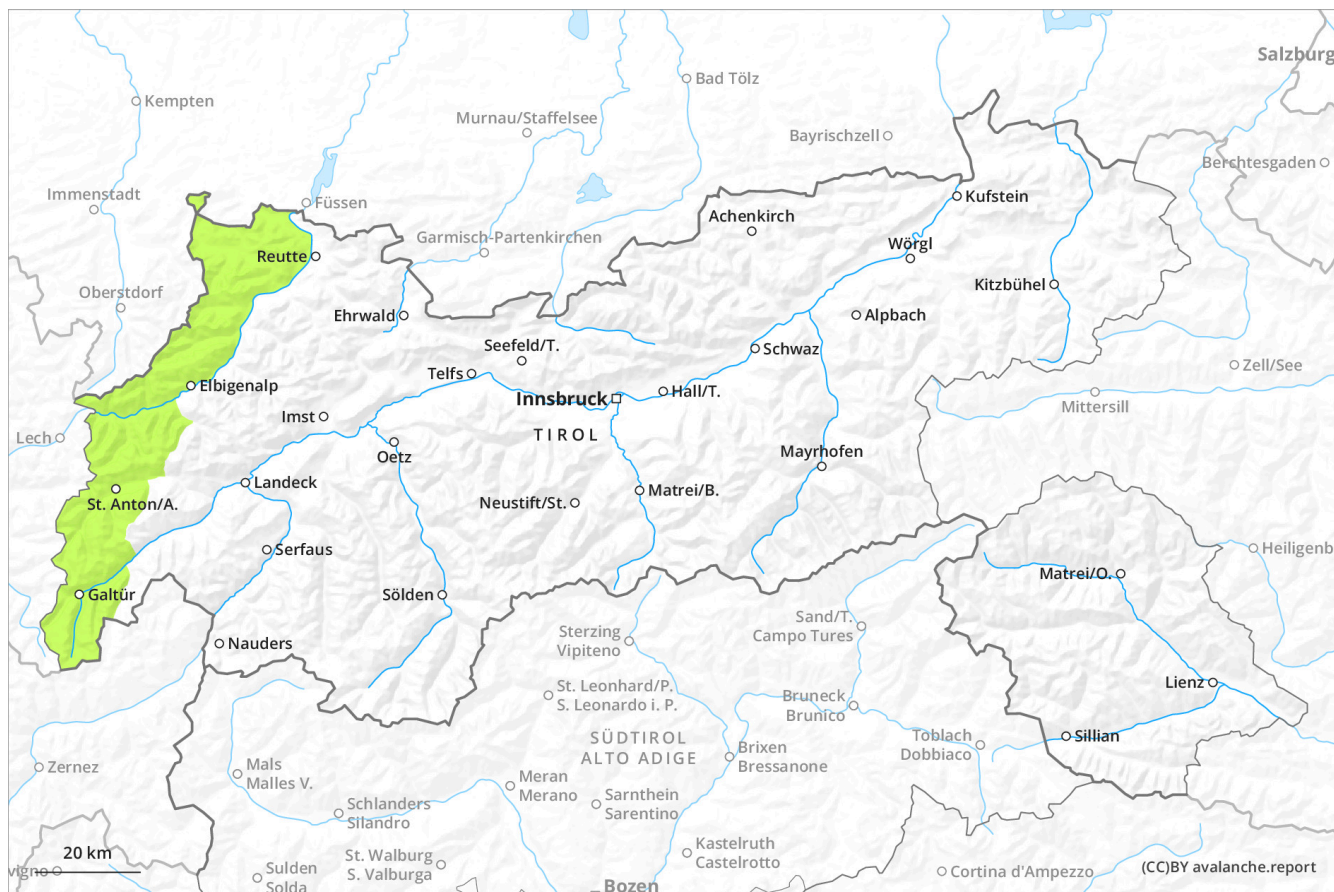 Salzburg
Bad Tölz
Kempten
Murnau/Staffelsee
Bayrischzell
Berchtesgaden
Immenstadt
Füssen
Kufstein
Achenkirch
Garmisch-Partenkirchen
Wörgl
Reutte
Kitzbühel
Oberstdorf
Ehrwald
Alpbach
Seefeld/T.
Schwaz
Zell/See
Telfs
Elbigenalp
Innsbruck
Hall/T.
Mittersill
Imst
Lech
TIROL
Oetz
Mayrhofen
Landeck
St. Anton/A.
Neustift/St.
Matrei/B.
Serfaus
Heiligenb
Matrei/O.
Galtür
Sölden
Sand/T.
Campo Tures
Nauders
Sterzing
Vipiteno
Lienz
St. Leonhard/P.
S. Leonardo i. P.
Bruneck
Brunico
SÜDTIROL
ALTO ADIGE
Toblach
Dobbiaco
Sillian
Zernez
Mals
Malles V.
Brixen
Bressanone
Meran
Merano
Sarnthein
Sarentino
Schlanders
Silandro
20 km
Kastelruth
Castelrotto
St. Walburg
S. Valburga
vigno
Sulden
Solda
Cortina d'Ampezzo
(CC)BY avalanche.report
Bozen